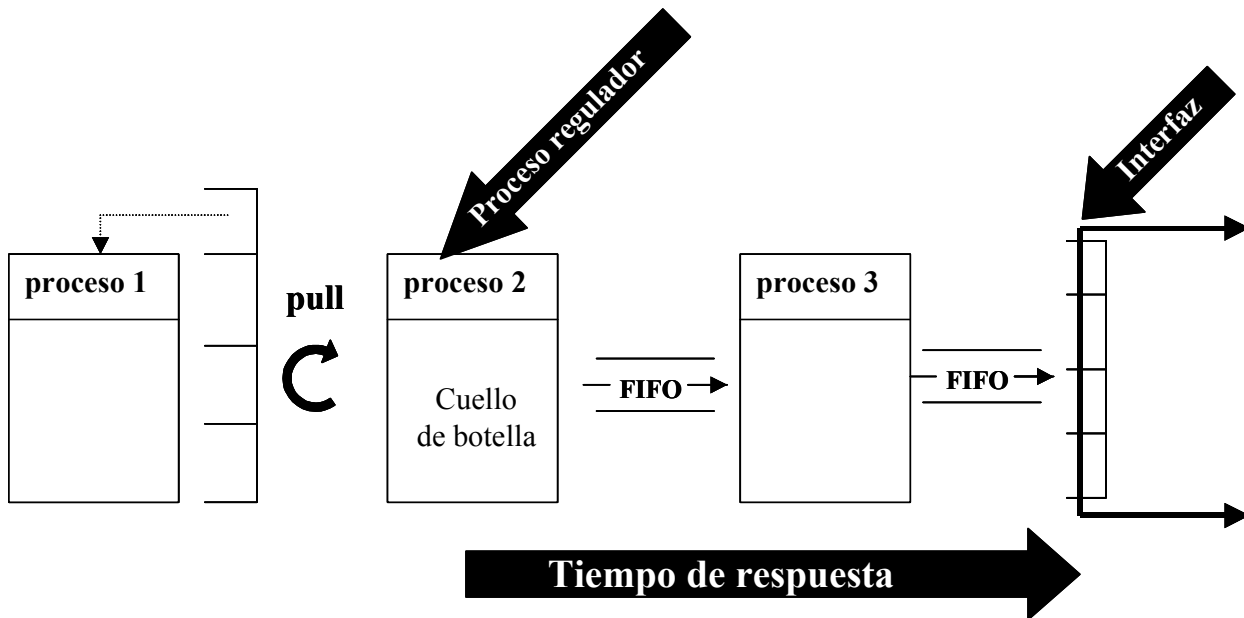 Proceso regulador
Interfaz
proceso 1
pull
proceso 2
proceso 3
Cuello
de botella
FIFO
FIFO
Tiempo de respuesta